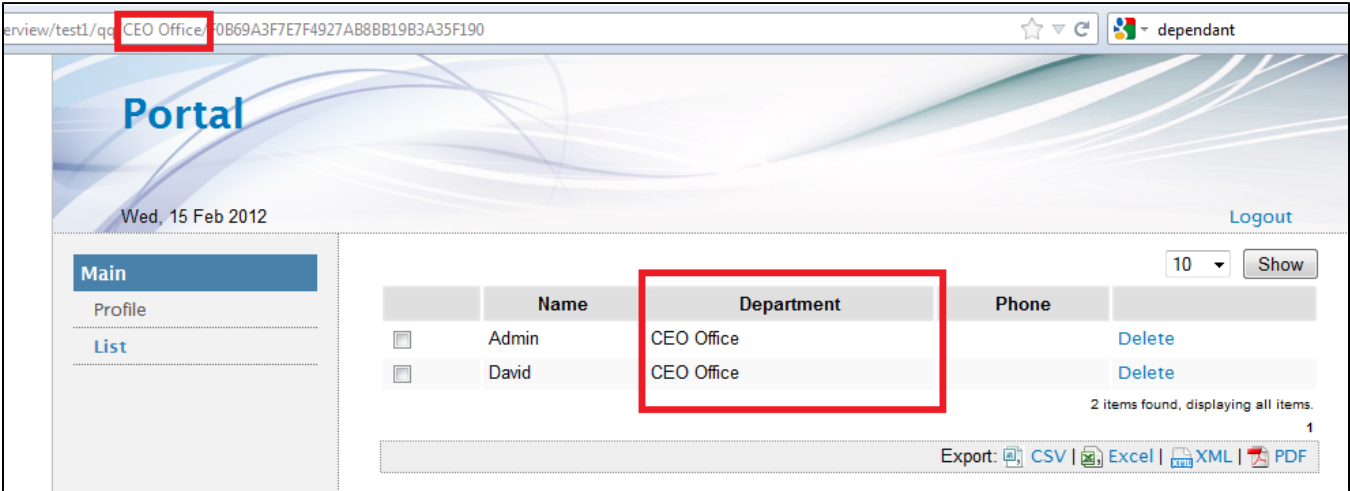 erview/test1/qq/CEO Office/F0B69A3F7E7F4927AB8BB19B3A35F190 dependant
Portal
Wed, 15 Feb 2012 Logout
10 Show
Main
Profile
List
Name Department Phone
Admin CEO Office Delete
David CEO Office Delete
2 items found, displaying all items.
1
Export: CSV | Excel | XML | PDF